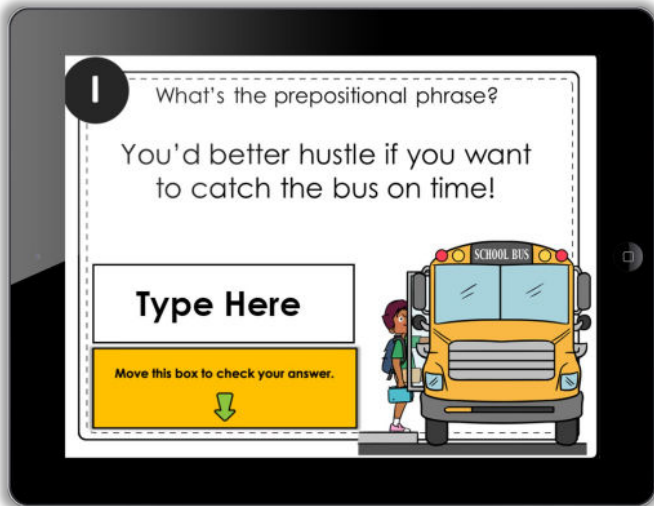 1
What's the prepositional phrase?
You'd better hustle if you want
to catch the bus on time!
SCHOOL BUS
Type Here
Move this box to check your answer.